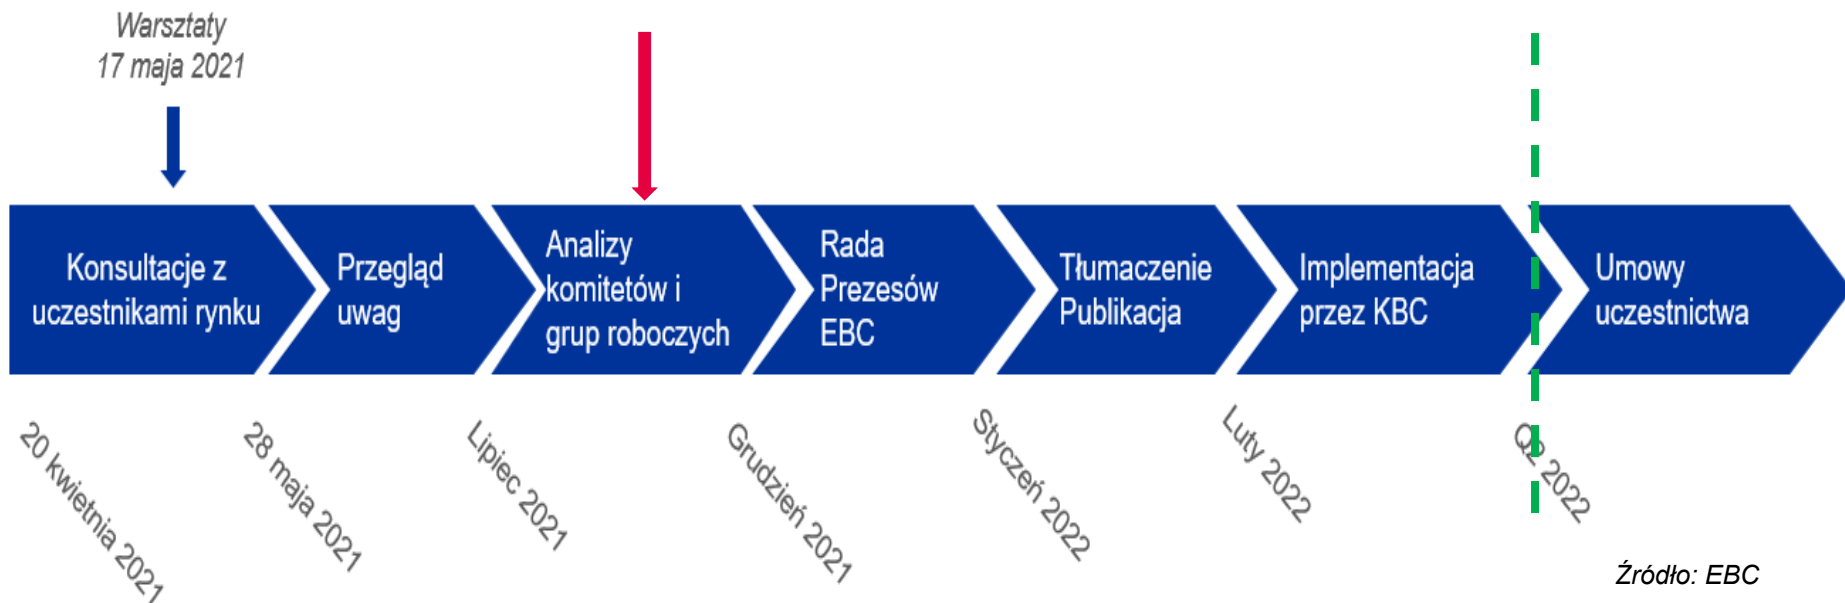 Warsztaty
17 maja 2021
Konsultacje z
uczestnikami rynku
Przegląd
uwag
Analizy
komitetów i
grup roboczych
Rada
Prezesów
EBC
Tłumaczenie
Publikacja
Implementacja
przez KBC
Umowy
uczestnictwa
20 kwietnia 2021
28 maja 2021
Lipiec 2021
Grudzień 2021
Styczeń 2022
Luty 2022
Q2 2022
Źródło: EBC